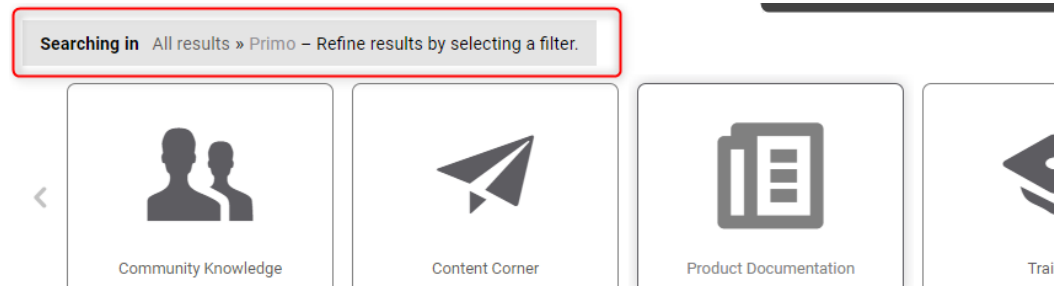 Searching in All results » Primo – Refine results by selecting a filter.
Community Knowledge
Content Corner
Product Documentation